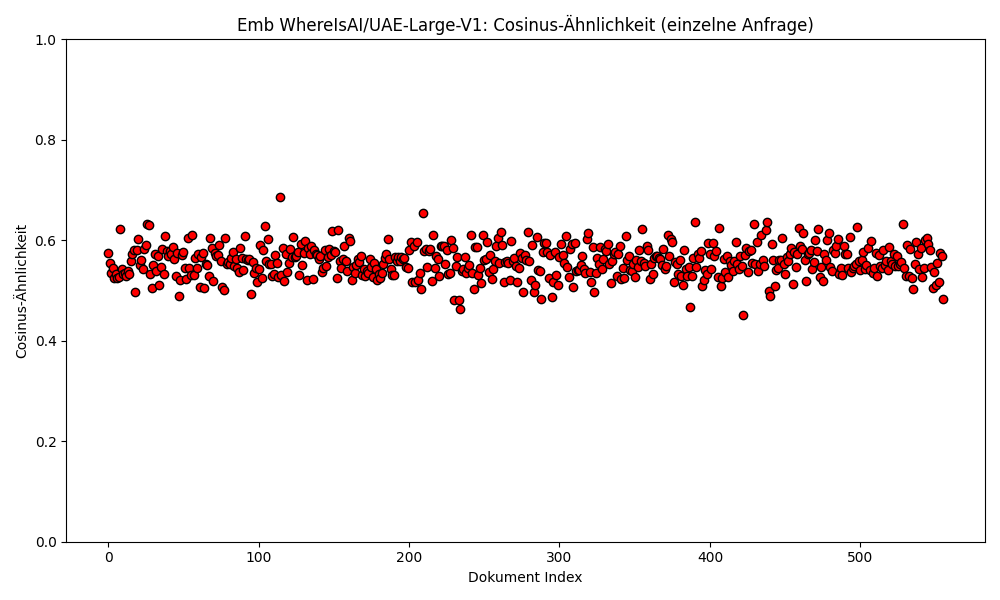 Emb WhereIsAI/UAE-Large-V1: Cosinus-Ähnlichkeit (einzelne Anfrage)
1.0
0.8
0.6
0.4
0.2
0.0
Cosinus-Ähnlichkeit
0 100 200 300 400 500
Dokument Index